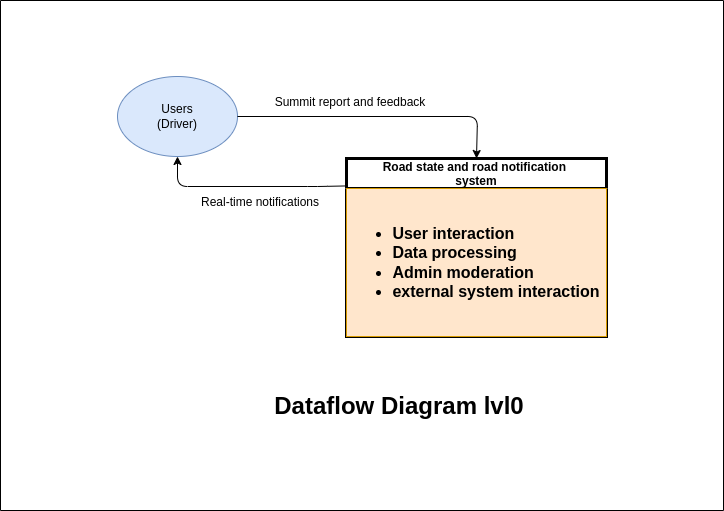 Users
(Driver)
Summit report and feedback
Road state and road notification
system
Real-time notifications
• User interaction
• Data processing
• Admin moderation
• external system interaction
Dataflow Diagram lvl0